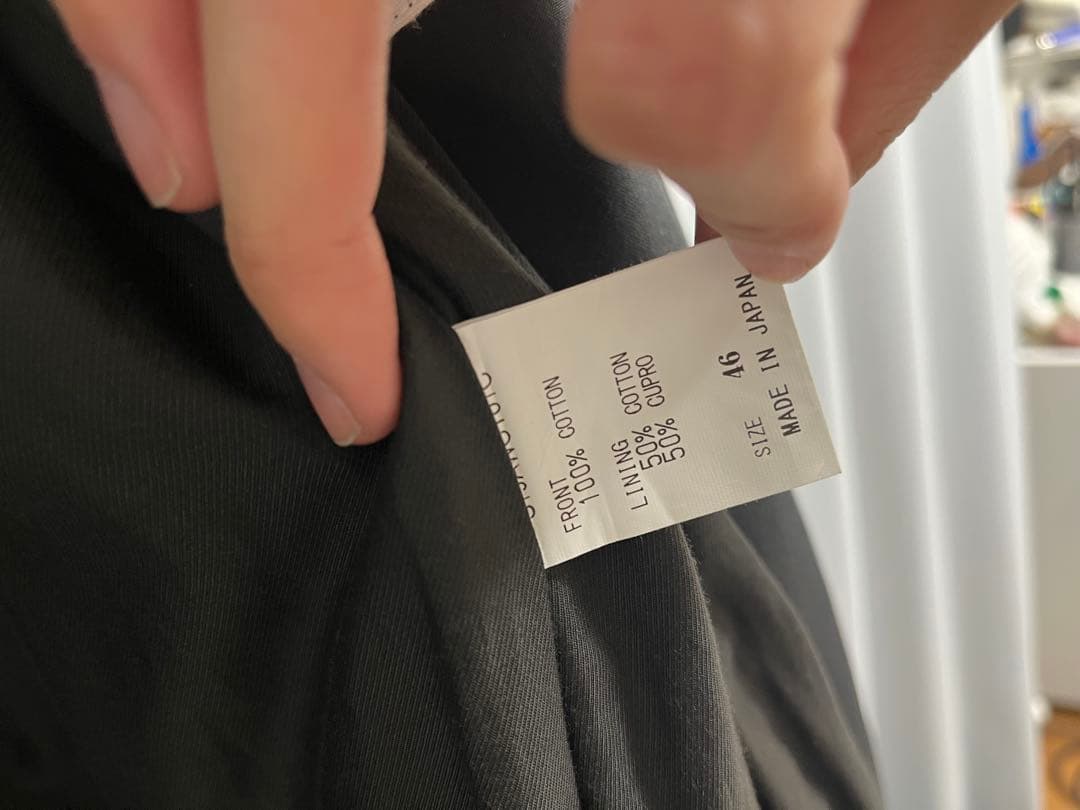 FRONT
100% COTTON
LINING
50% COTTON
50% CUPRO
SIZE 46
MADE IN JAPAN